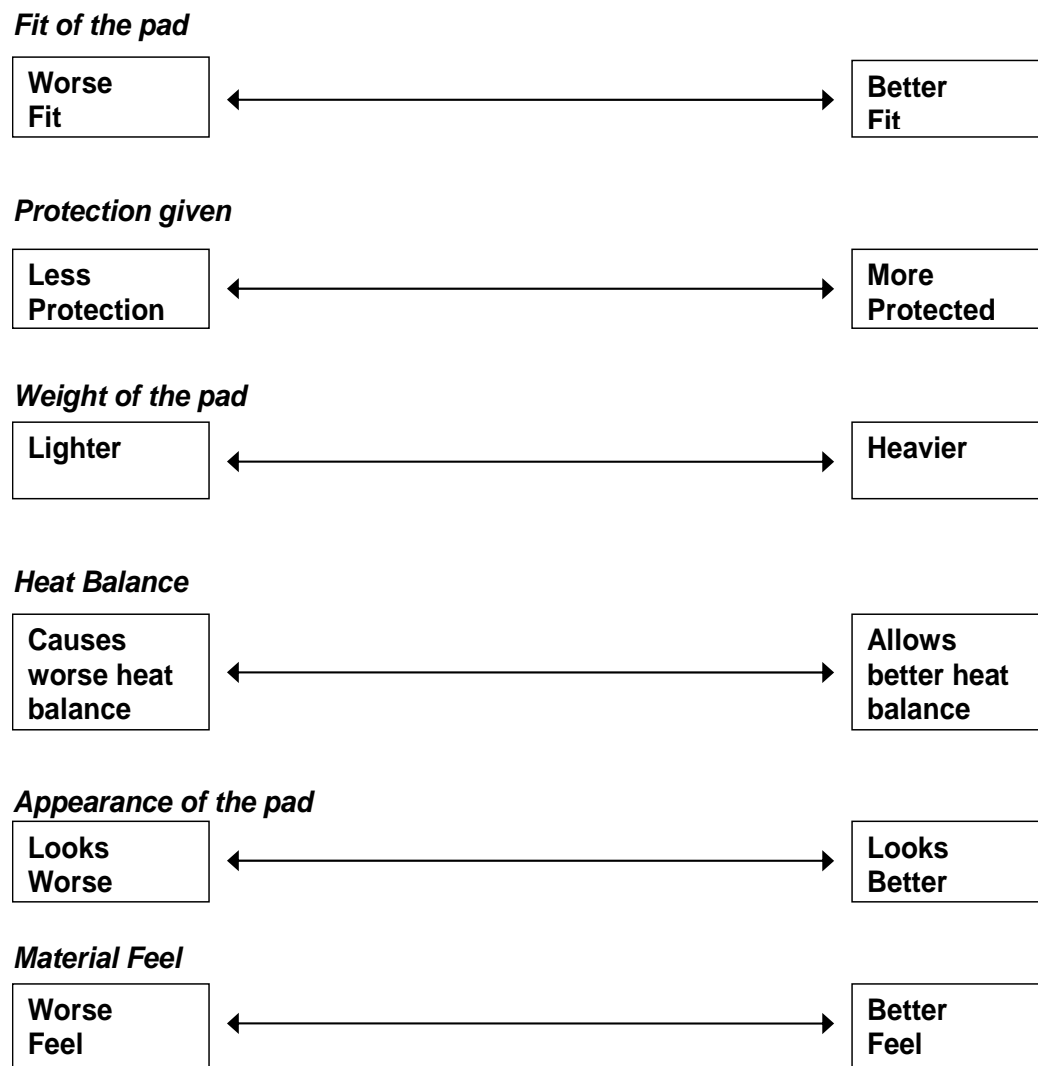 Fit of the pad
Worse
Fit
Better
Fit
Protection given
Less
Protection
More
Protected
Weight of the pad
Lighter
Heavier
Heat Balance
Causes
worse heat
balance
Allows
better heat
balance
Appearance of the pad
Looks
Worse
Looks
Better
Material Feel
Worse
Feel
Better
Feel